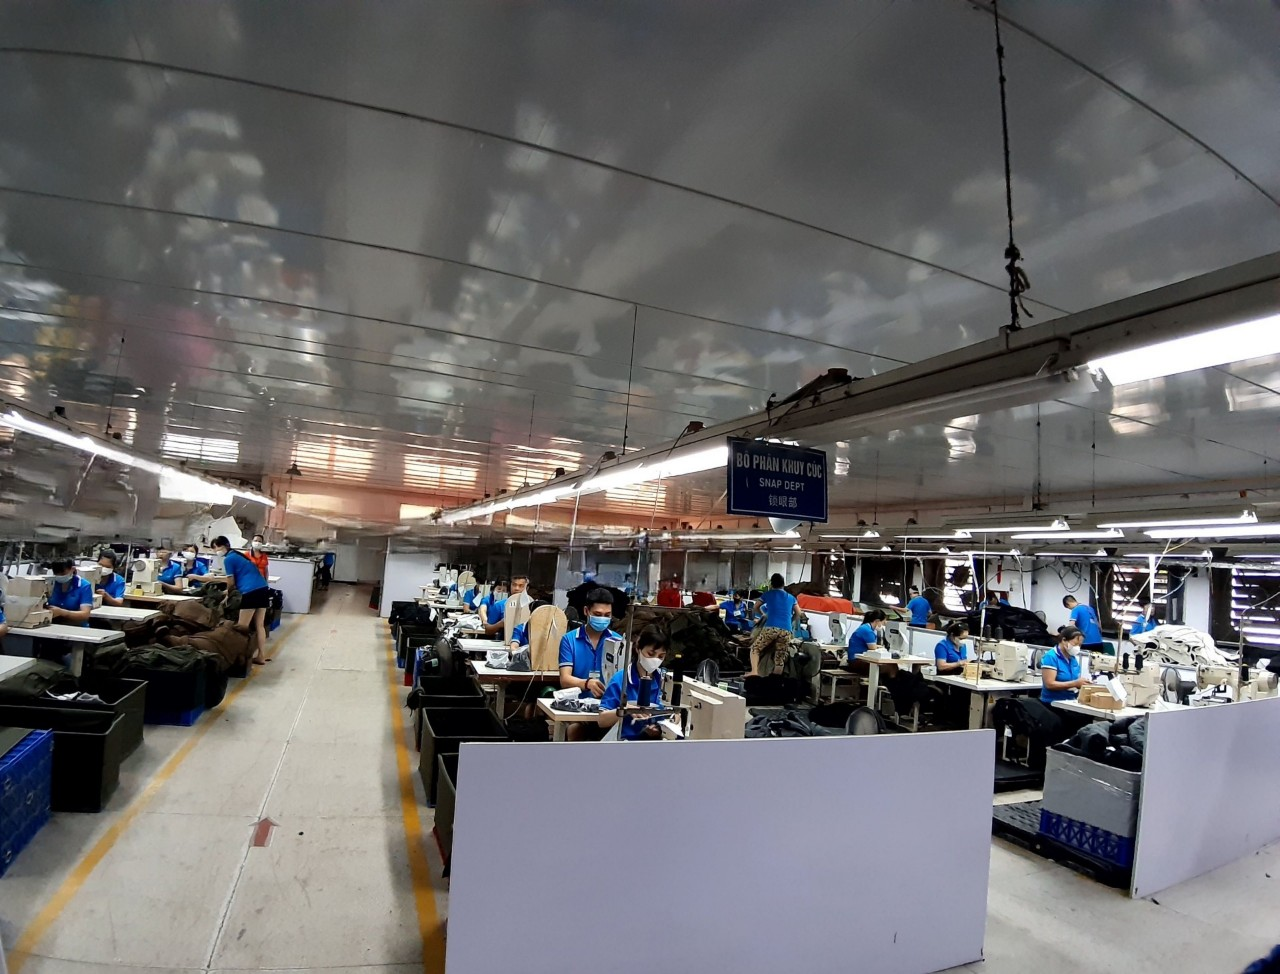 BỘ PHẬN KHUY CÚC
SNAP DEPT
锁眼部